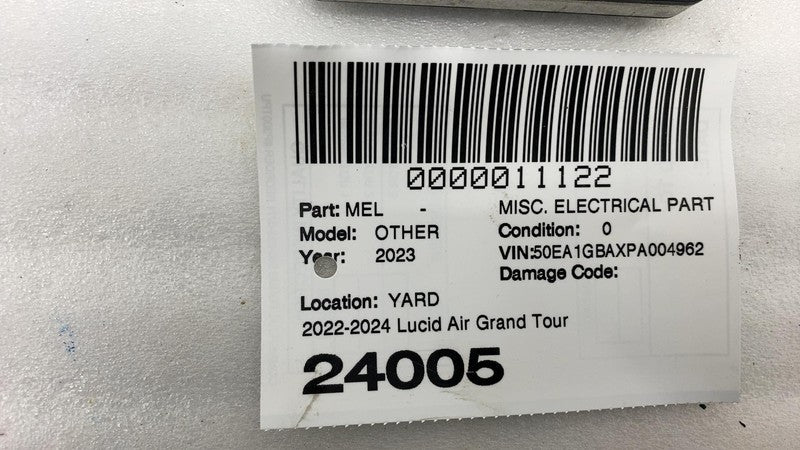 0000011122
Part: MEL - MISC. ELECTRICAL PART
Model: OTHER Condition: 0
Year: 2023 VIN:50EA1GBAXPA004962
Damage Code:
Location: YARD
2022-2024 Lucid Air Grand Tour
24005